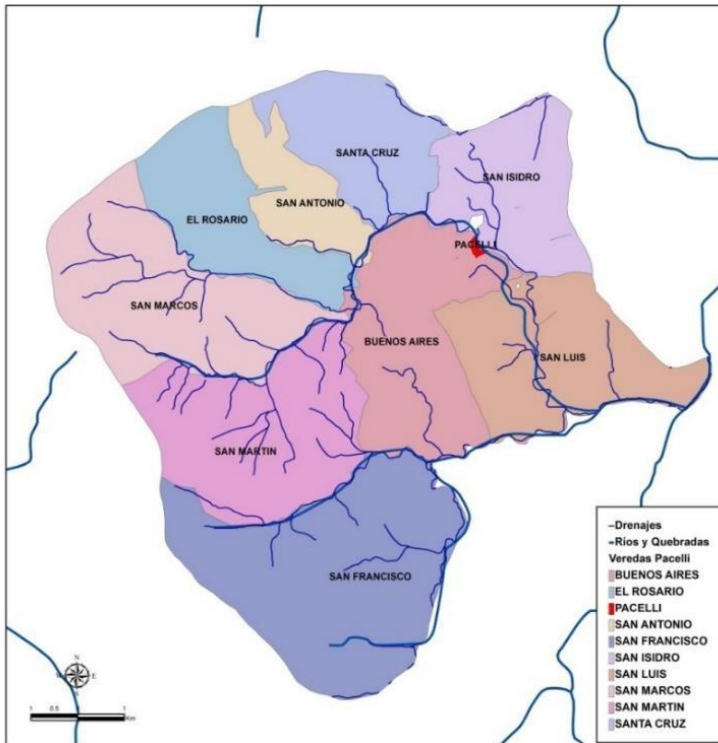 SANTA CRUZ
SAN ISIDRO
SAN ANTONIO
EL ROSARIO
PACELLI
SAN MARCOS
BUENOS AIRES
SAN LUIS
SAN MARTIN
SAN FRANCISCO
Drenajes
Rios y Quebradas
Veredas Pacelli
BUENOS AIRES
EL ROSARIO
PACELLI
SAN ANTONIO
SAN FRANCISCO
SAN ISIDRO
SAN LUIS
SAN MARCOS
SAN MARTIN
SANTA CRUZ
N
E
1 0.5 1
Km